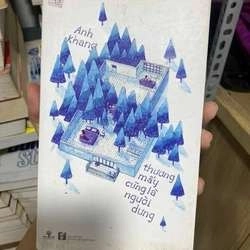 Anh Khang
thương
mấy
cũng là
người dưng